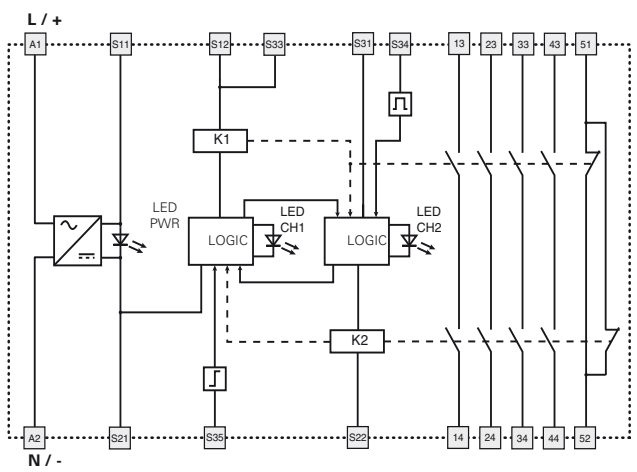 L / +
A1 S11 S12 S33 S31 S34 13 23 33 43 51
K1
LED
PWR
LOGIC
LED
CH1
LOGIC
LED
CH2
K2
A2 S21 S35 S22 14 24 34 44 52
N / -